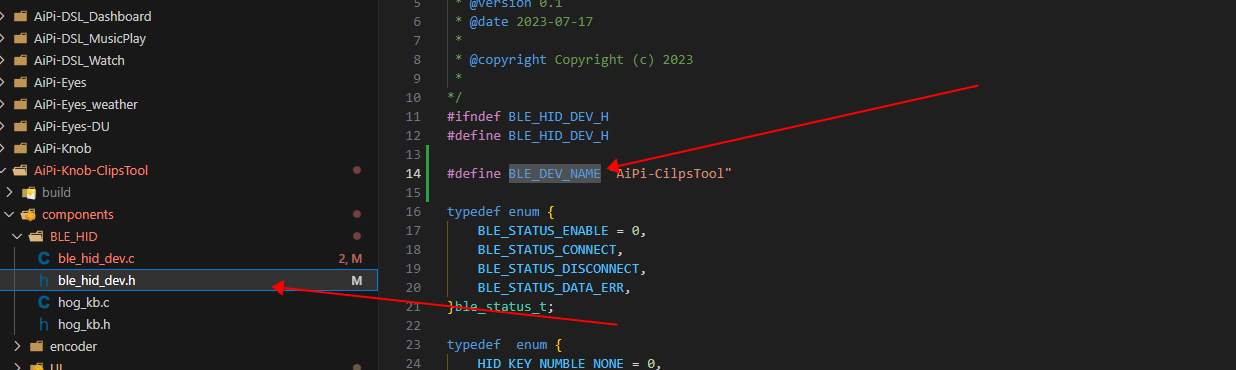 AiPi-DSL_Dashboard
AiPi-DSL_MusicPlay
AiPi-DSL_Watch
AiPi-Eyes
AiPi-Eyes_weather
AiPi-Eyes-DU
AiPi-Knob
AiPi-Knob-ClipsTool
build
components
BLE_HID
ble_hid_dev.c 2, M
ble_hid_dev.h M
hog_kb.c
hog_kb.h
encoder
UI
5 * @version 0.1
6 * @date 2023-07-17
7 *
8 * @copyright Copyright (c) 2023
9 *
10 */
11 #ifndef BLE_HID_DEV_H
12 #define BLE_HID_DEV_H
13
14 #define BLE_DEV_NAME "AiPi-CilpsTool"
15
16 typedef enum {
17 BLE_STATUS_ENABLE = 0,
18 BLE_STATUS_CONNECT,
19 BLE_STATUS_DISCONNECT,
20 BLE_STATUS_DATA_ERR,
21 }ble_status_t;
22
23 typedef enum {
24 HID_KEY_NUMBLE_NONE = 0,